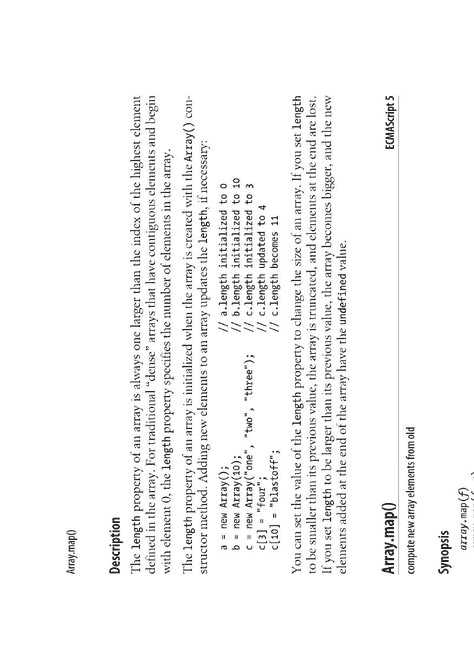 Array.map()
Description
The length property of an array is always one larger than the index of the highest element
defined in the array. For traditional “dense” arrays that have contiguous elements and begin
with element 0, the length property specifies the number of elements in the array.
The length property of an array is initialized when the array is created with the Array() con-
structor method. Adding new elements to an array updates the length, if necessary:
a = new Array(); // a.length initialized to 0
b = new Array(10); // b.length initialized to 10
c = new Array("one", "two", "three"); // c.length initialized to 3
c[3] = "four"; // c.length updated to 4
c[10] = "blastoff"; // c.length becomes 11
You can set the value of the length property to change the size of an array. If you set length
to be smaller than its previous value, the array is truncated, and elements at the end are lost.
If you set length to be larger than its previous value, the array becomes bigger, and the new
elements added at the end of the array have the undefined value.
Array.map() ECMAScript 5
compute new array elements from old
Synopsis
array.map(f)